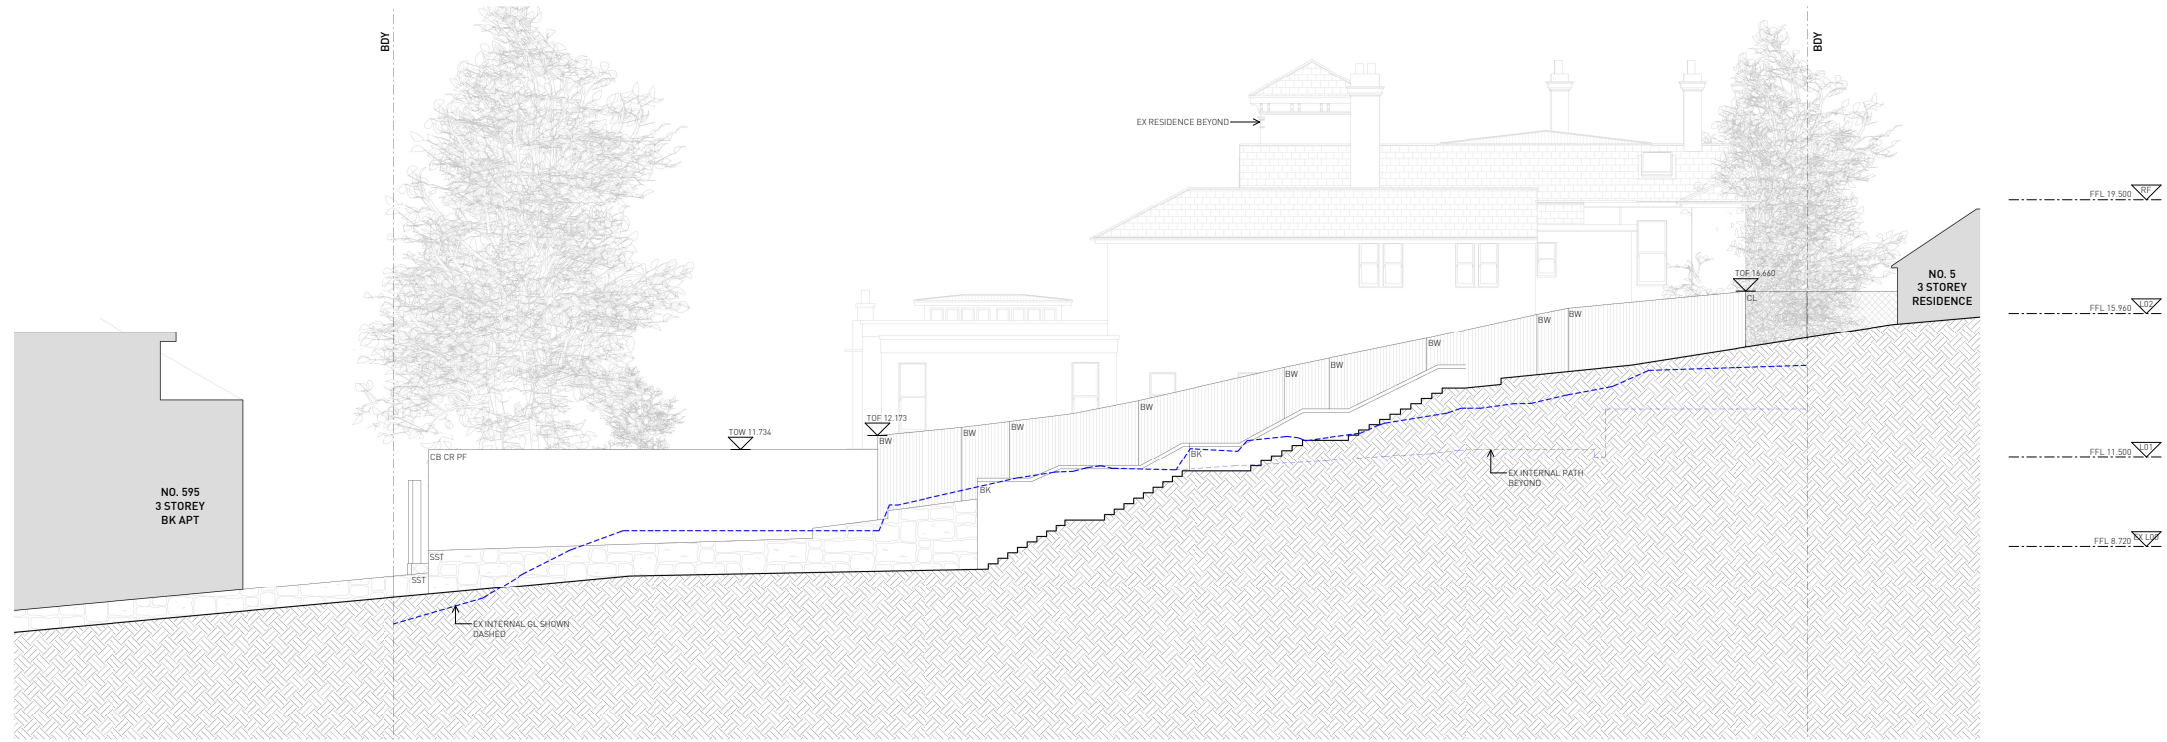 BDY
BDY
EX RESIDENCE BEYOND
FFL 19.500
RF
TOF 16.660
CL
NO. 5
3 STOREY
RESIDENCE
FFL 15.960
L02
BW
BW
BW
BW
BW
BW
TOF 12.173
BW
BW
BW
TOW 11.734
CB CR PF
BK
BK
FFL 11.500
L01
EX INTERNAL PATH
BEYOND
NO. 595
3 STOREY
BK APT
FFL 8.720
EX L00
SST
SST
EX INTERNAL GL SHOWN
DASHED